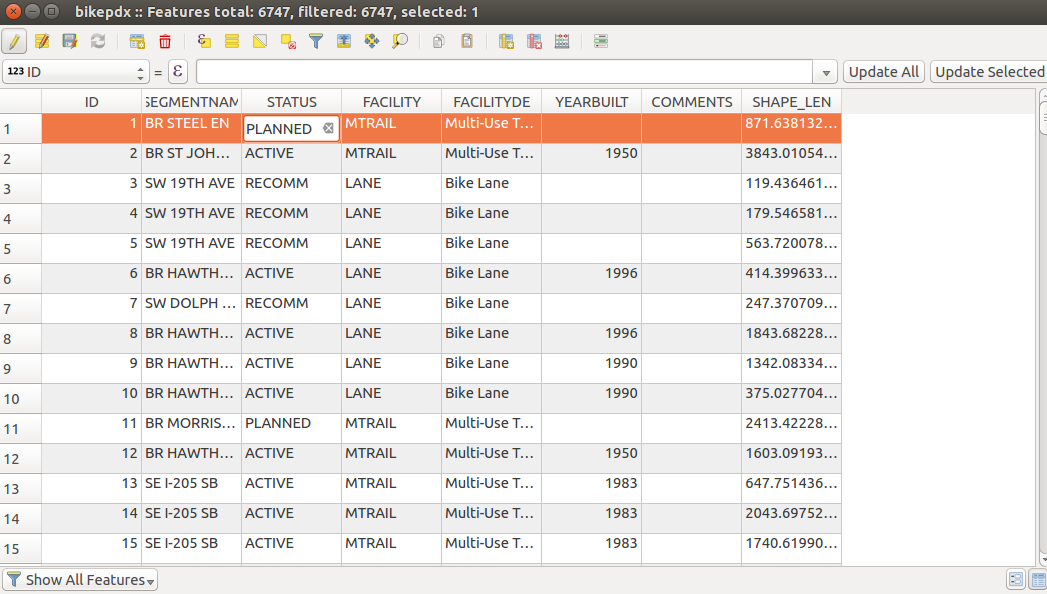 bikepdx :: Features total: 6747, filtered: 6747, selected: 1
123 ID = ε Update All Update Selected
ID SEGMENTNAM STATUS FACILITY FACILITYDE YEARBUILT COMMENTS SHAPE_LEN
1 1 BR STEEL EN PLANNED MTRAIL Multi-Use T... 871.638132...
2 2 BR ST JOH... ACTIVE MTRAIL Multi-Use T... 1950 3843.01054...
3 3 SW 19TH AVE RECOMM LANE Bike Lane 119.436461...
4 4 SW 19TH AVE RECOMM LANE Bike Lane 179.546581...
5 5 SW 19TH AVE RECOMM LANE Bike Lane 563.720078...
6 6 BR HAWTH... ACTIVE LANE Bike Lane 1996 414.399633...
7 7 SW DOLPH ... RECOMM LANE Bike Lane 247.370709...
8 8 BR HAWTH... ACTIVE LANE Bike Lane 1996 1843.68228...
9 9 BR HAWTH... ACTIVE LANE Bike Lane 1990 1342.08334...
10 10 BR HAWTH... ACTIVE LANE Bike Lane 1990 375.027704...
11 11 BR MORRIS... PLANNED MTRAIL Multi-Use T... 2413.42228...
12 12 BR HAWTH... ACTIVE MTRAIL Multi-Use T... 1950 1603.09193...
13 13 SE I-205 SB ACTIVE MTRAIL Multi-Use T... 1983 647.751436...
14 14 SE I-205 SB ACTIVE MTRAIL Multi-Use T... 1983 2043.69752...
15 15 SE I-205 SB ACTIVE MTRAIL Multi-Use T... 1983 1740.61990...
Show All Features